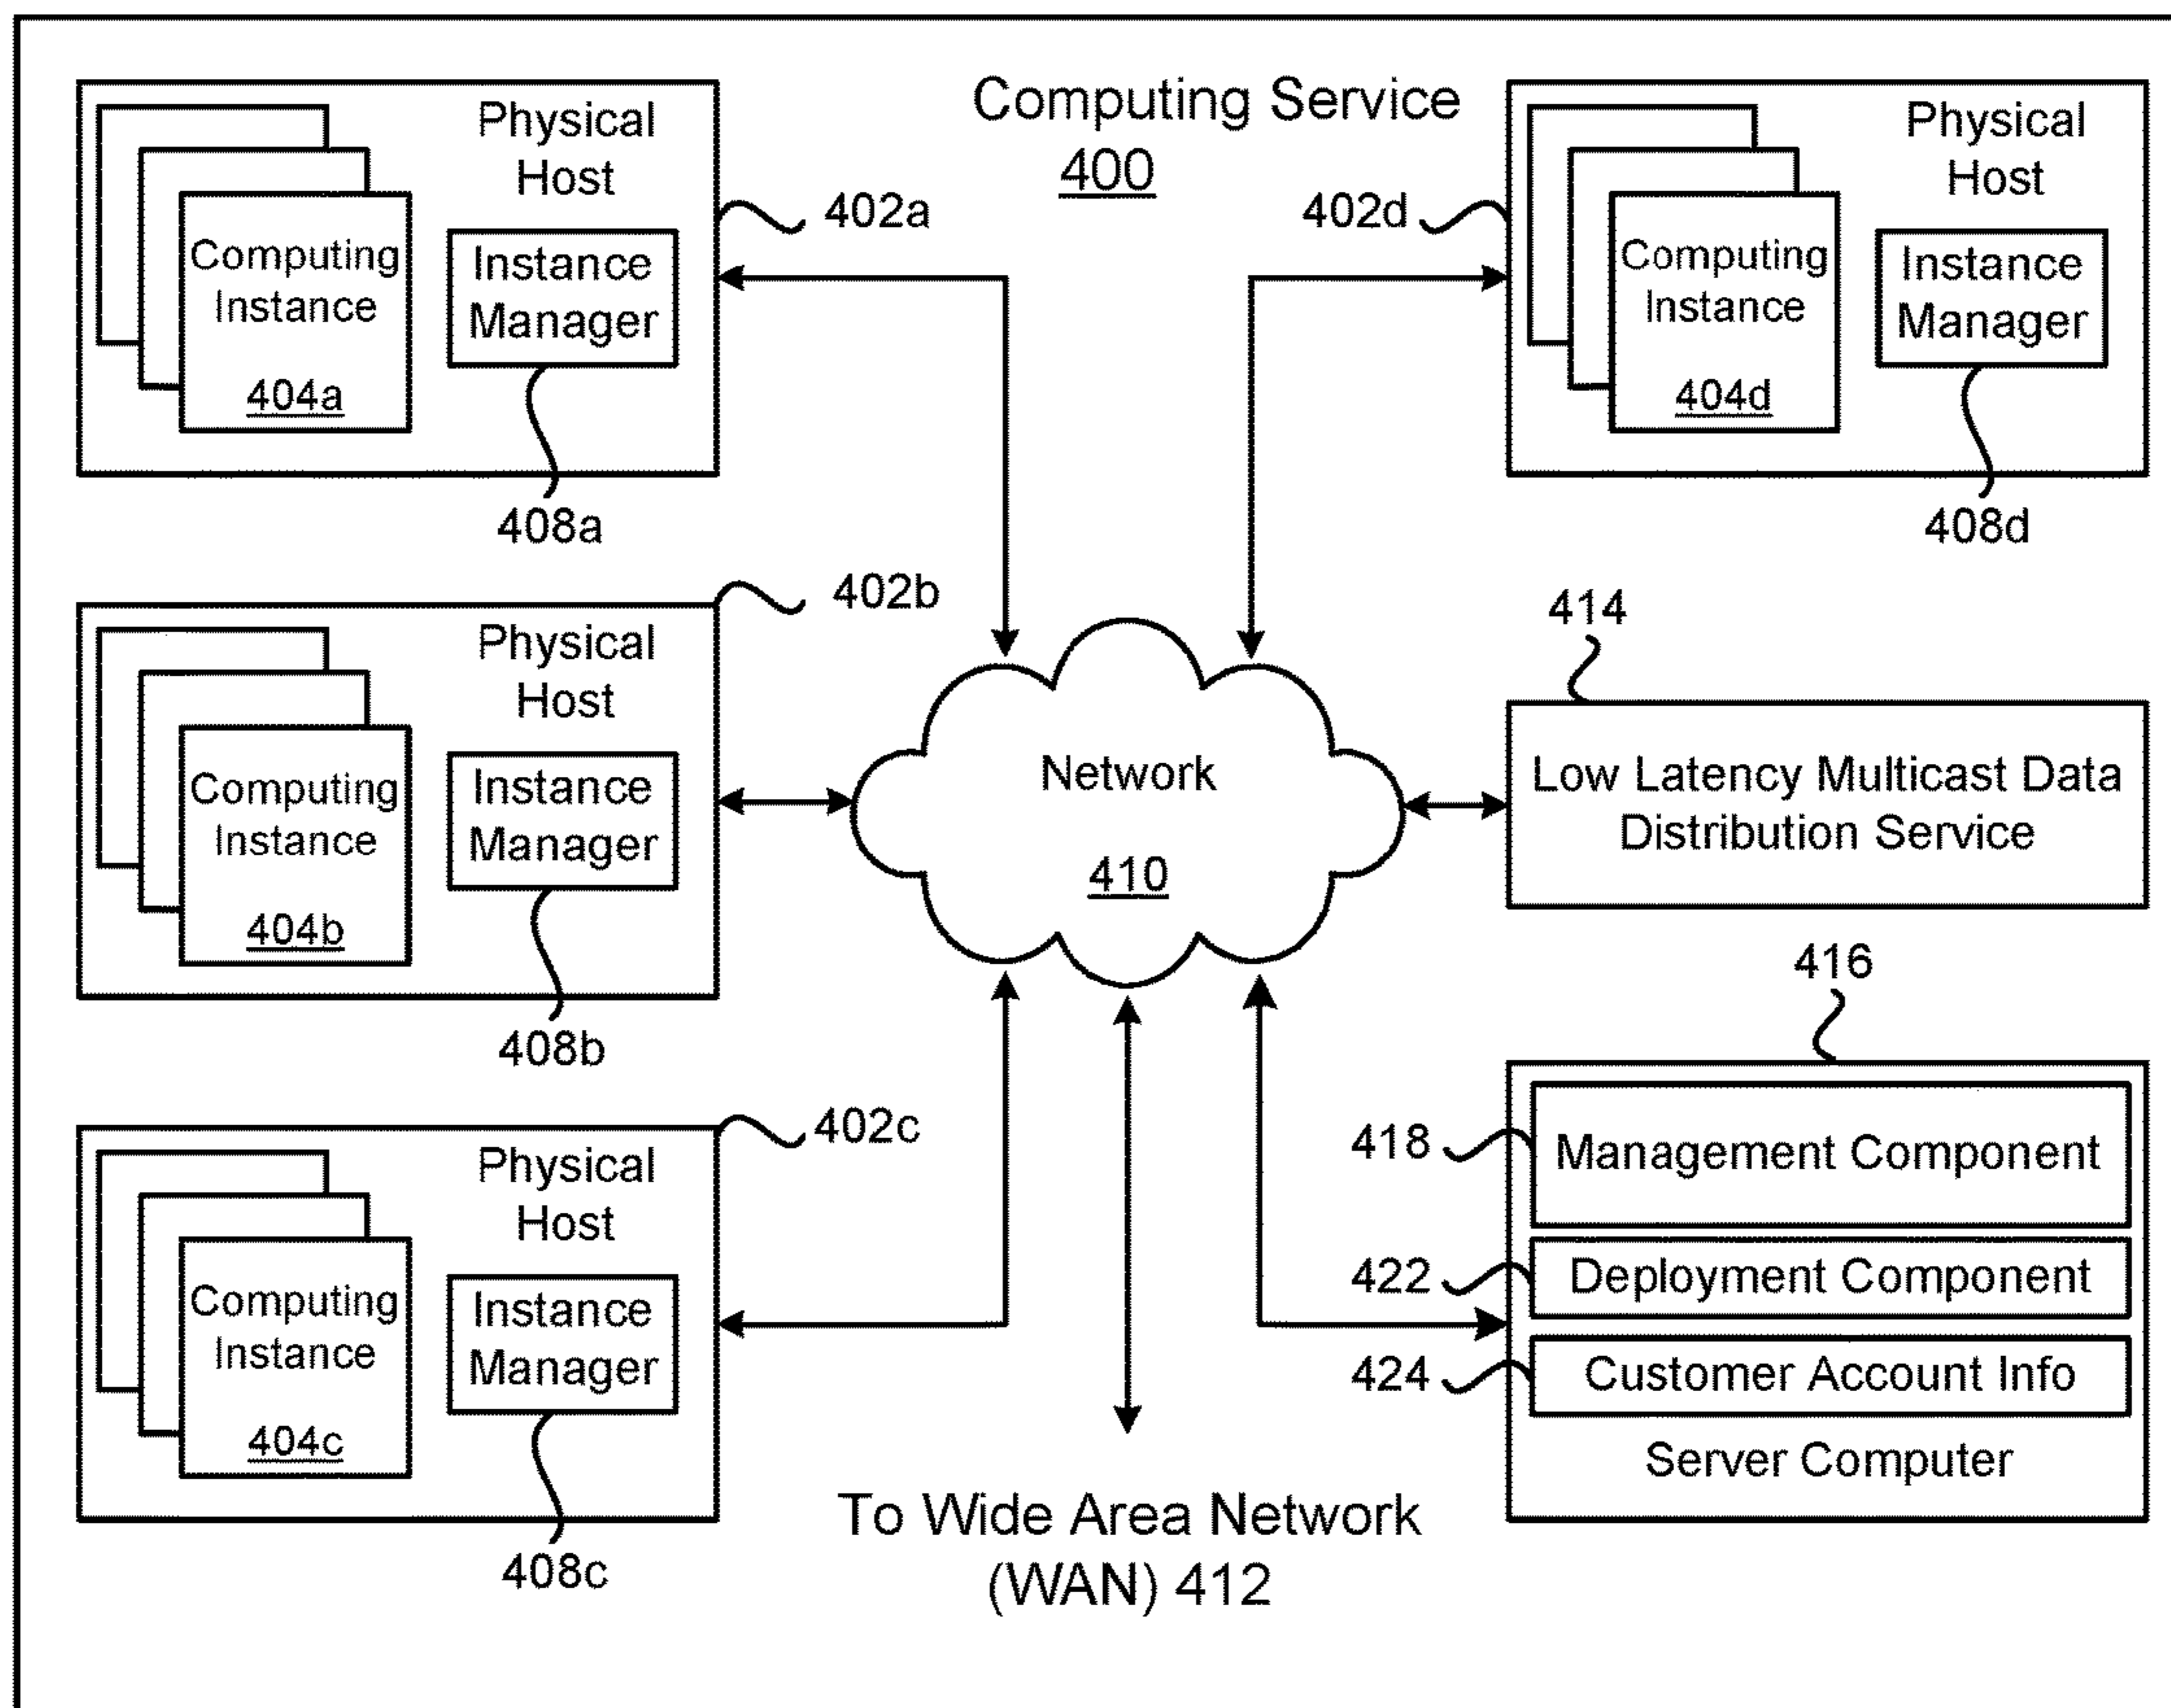 Computing Service
400
Physical
Host
402a
Computing
Instance
404a
Instance
Manager
408a
Physical
Host
402d
Computing
Instance
404d
Instance
Manager
408d
Physical
Host
402b
Computing
Instance
404b
Instance
Manager
408b
Network
410
414
Low Latency Multicast Data
Distribution Service
Physical
Host
402c
Computing
Instance
404c
Instance
Manager
408c
416
418
Management Component
422
Deployment Component
424
Customer Account Info
Server Computer
To Wide Area Network
(WAN) 412